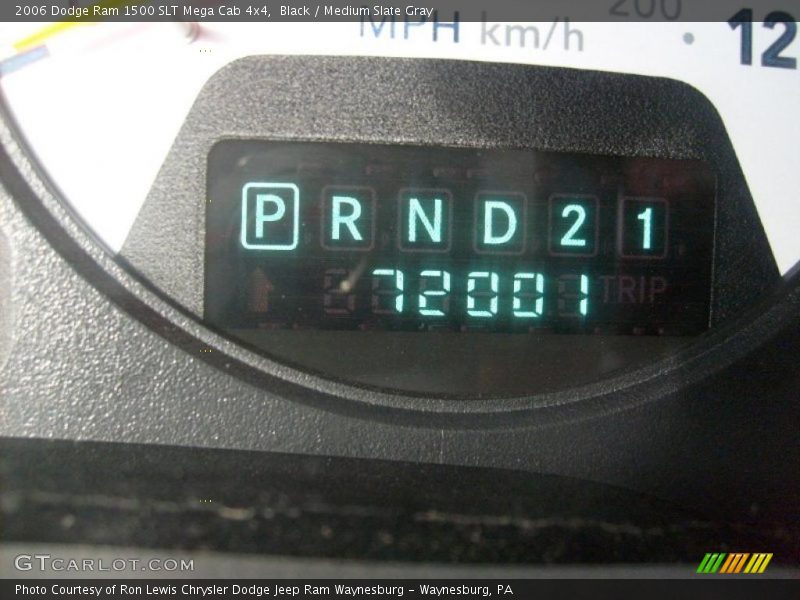 2006 Dodge Ram 1500 SLT Mega Cab 4x4, Black / Medium Slate Gray
200
MPH km/h
12
P R N D 2 1
72001 TRIP
GTCARLOT.COM
Photo Courtesy of Ron Lewis Chrysler Dodge Jeep Ram Waynesburg - Waynesburg, PA